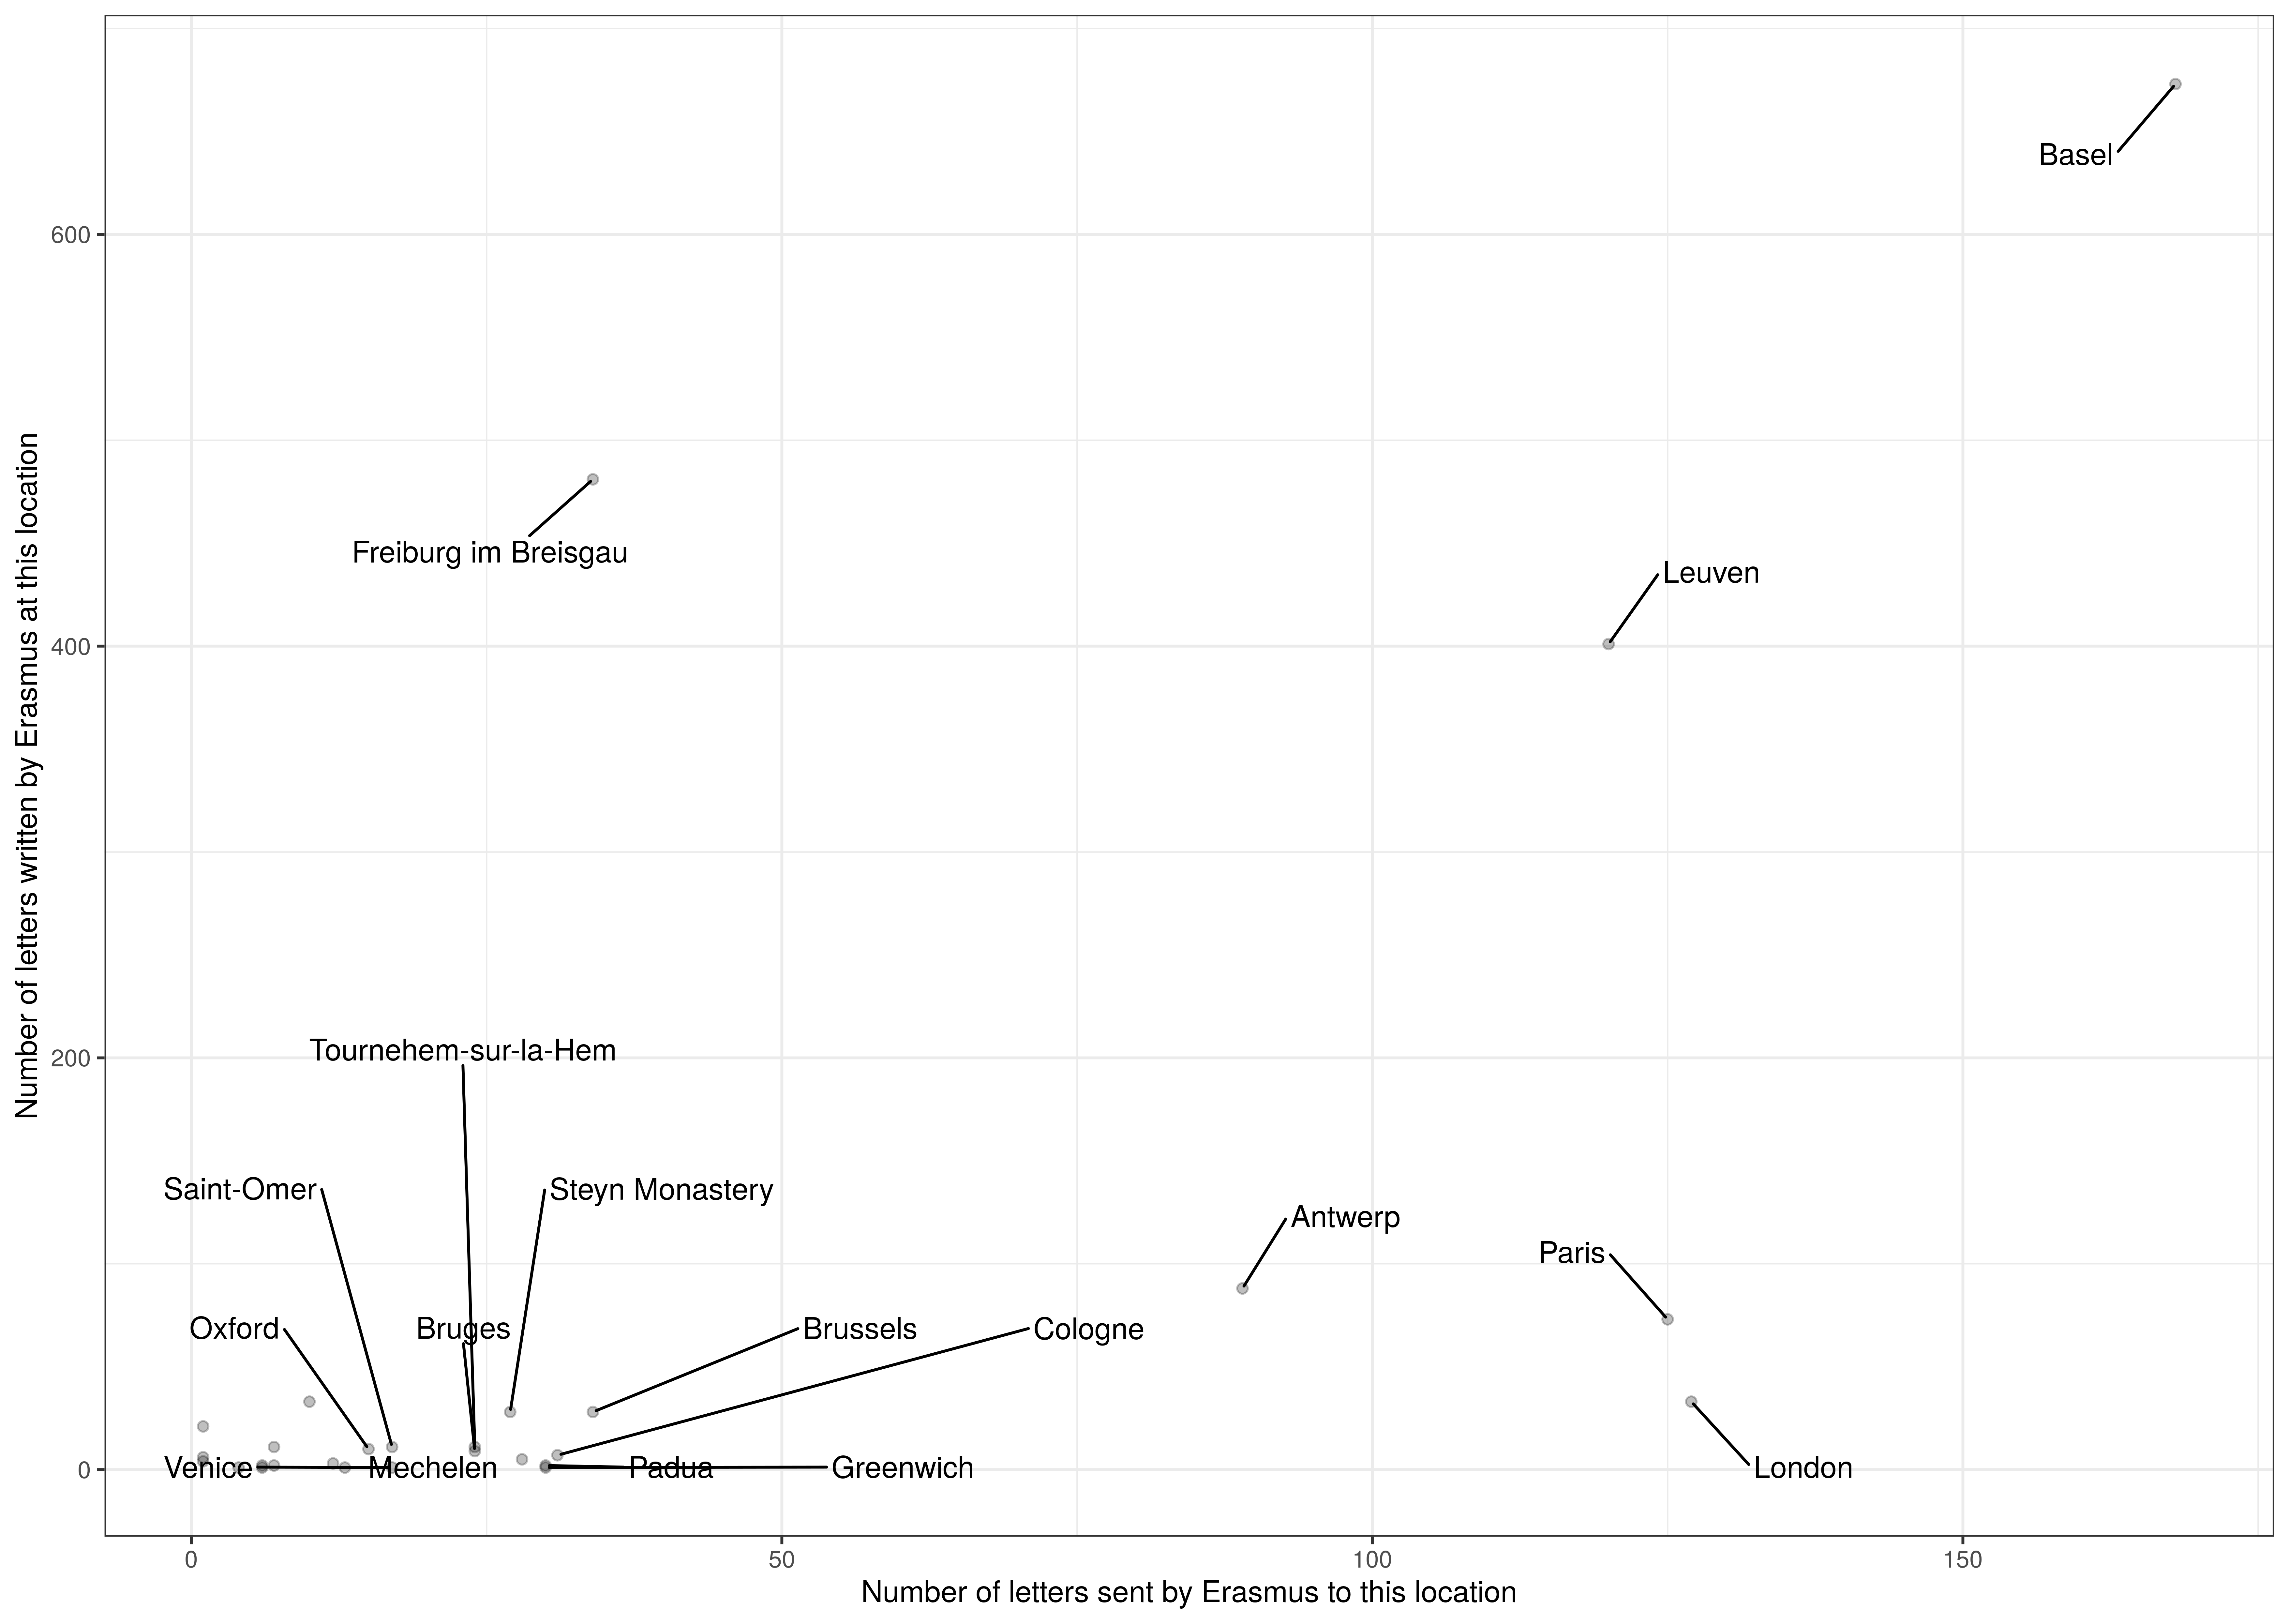 Basel
600
Freiburg im Breisgau
Leuven
400
Number of letters written by Erasmus at this location
Tournehem-sur-la-Hem
200
Saint-Omer
Steyn Monastery
Antwerp
Paris
Oxford
Bruges
Brussels
Cologne
Venice
Mechelen
Padua
Greenwich
London
0
0
50
100
150
Number of letters sent by Erasmus to this location